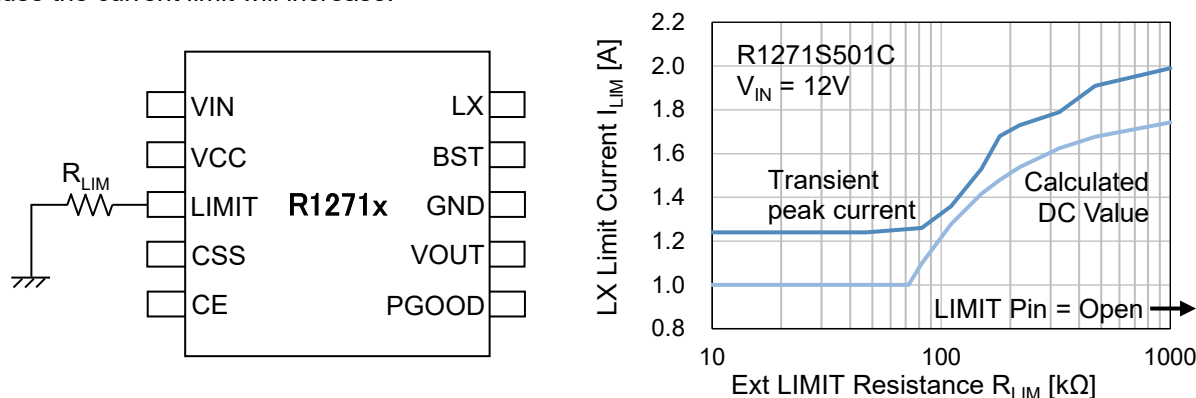 the current limit will increase.
VIN
VCC
LIMIT
CSS
CE
R1271x
LX
BST
GND
VOUT
PGOOD
R_LIM
LX Limit Current I_LIM [A]
2.2
2.0
1.8
1.6
1.4
1.2
1.0
0.8
R1271S501C
V_IN = 12V
Transient
peak current
Calculated
DC Value
LIMIT Pin = Open
10
100
1000
Ext LIMIT Resistance R_LIM [kΩ]